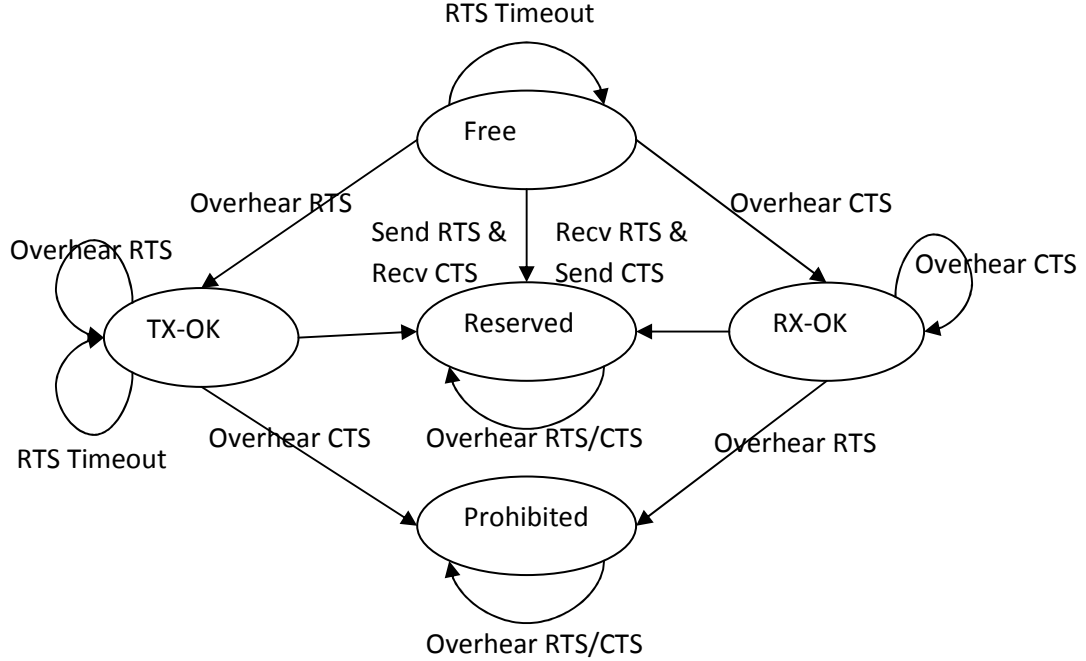 RTS Timeout
Free
Overhear RTS
Overhear CTS
Send RTS &
Recv CTS
Recv RTS &
Send CTS
Overhear RTS
Overhear CTS
TX-OK
Reserved
RX-OK
RTS Timeout
Overhear CTS
Overhear RTS/CTS
Overhear RTS
Prohibited
Overhear RTS/CTS